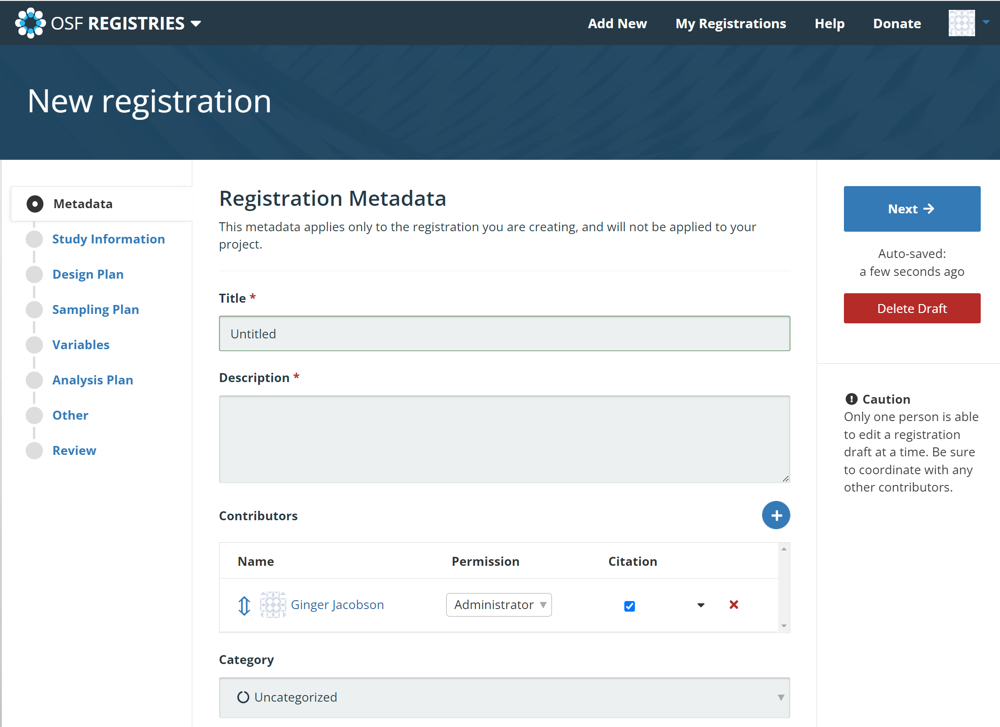 OSF REGISTRIES
Add New
My Registrations
Help
Donate
New registration
Metadata
Study Information
Design Plan
Sampling Plan
Variables
Analysis Plan
Other
Review
Registration Metadata
This metadata applies only to the registration you are creating, and will not be applied to your
project.
Title *
Untitled
Description *
Contributors
Name Permission Citation
Ginger Jacobson Administrator
Category
Uncategorized
Next
Auto-saved:
a few seconds ago
Delete Draft
Caution
Only one person is able
to edit a registration
draft at a time. Be sure
to coordinate with any
other contributors.